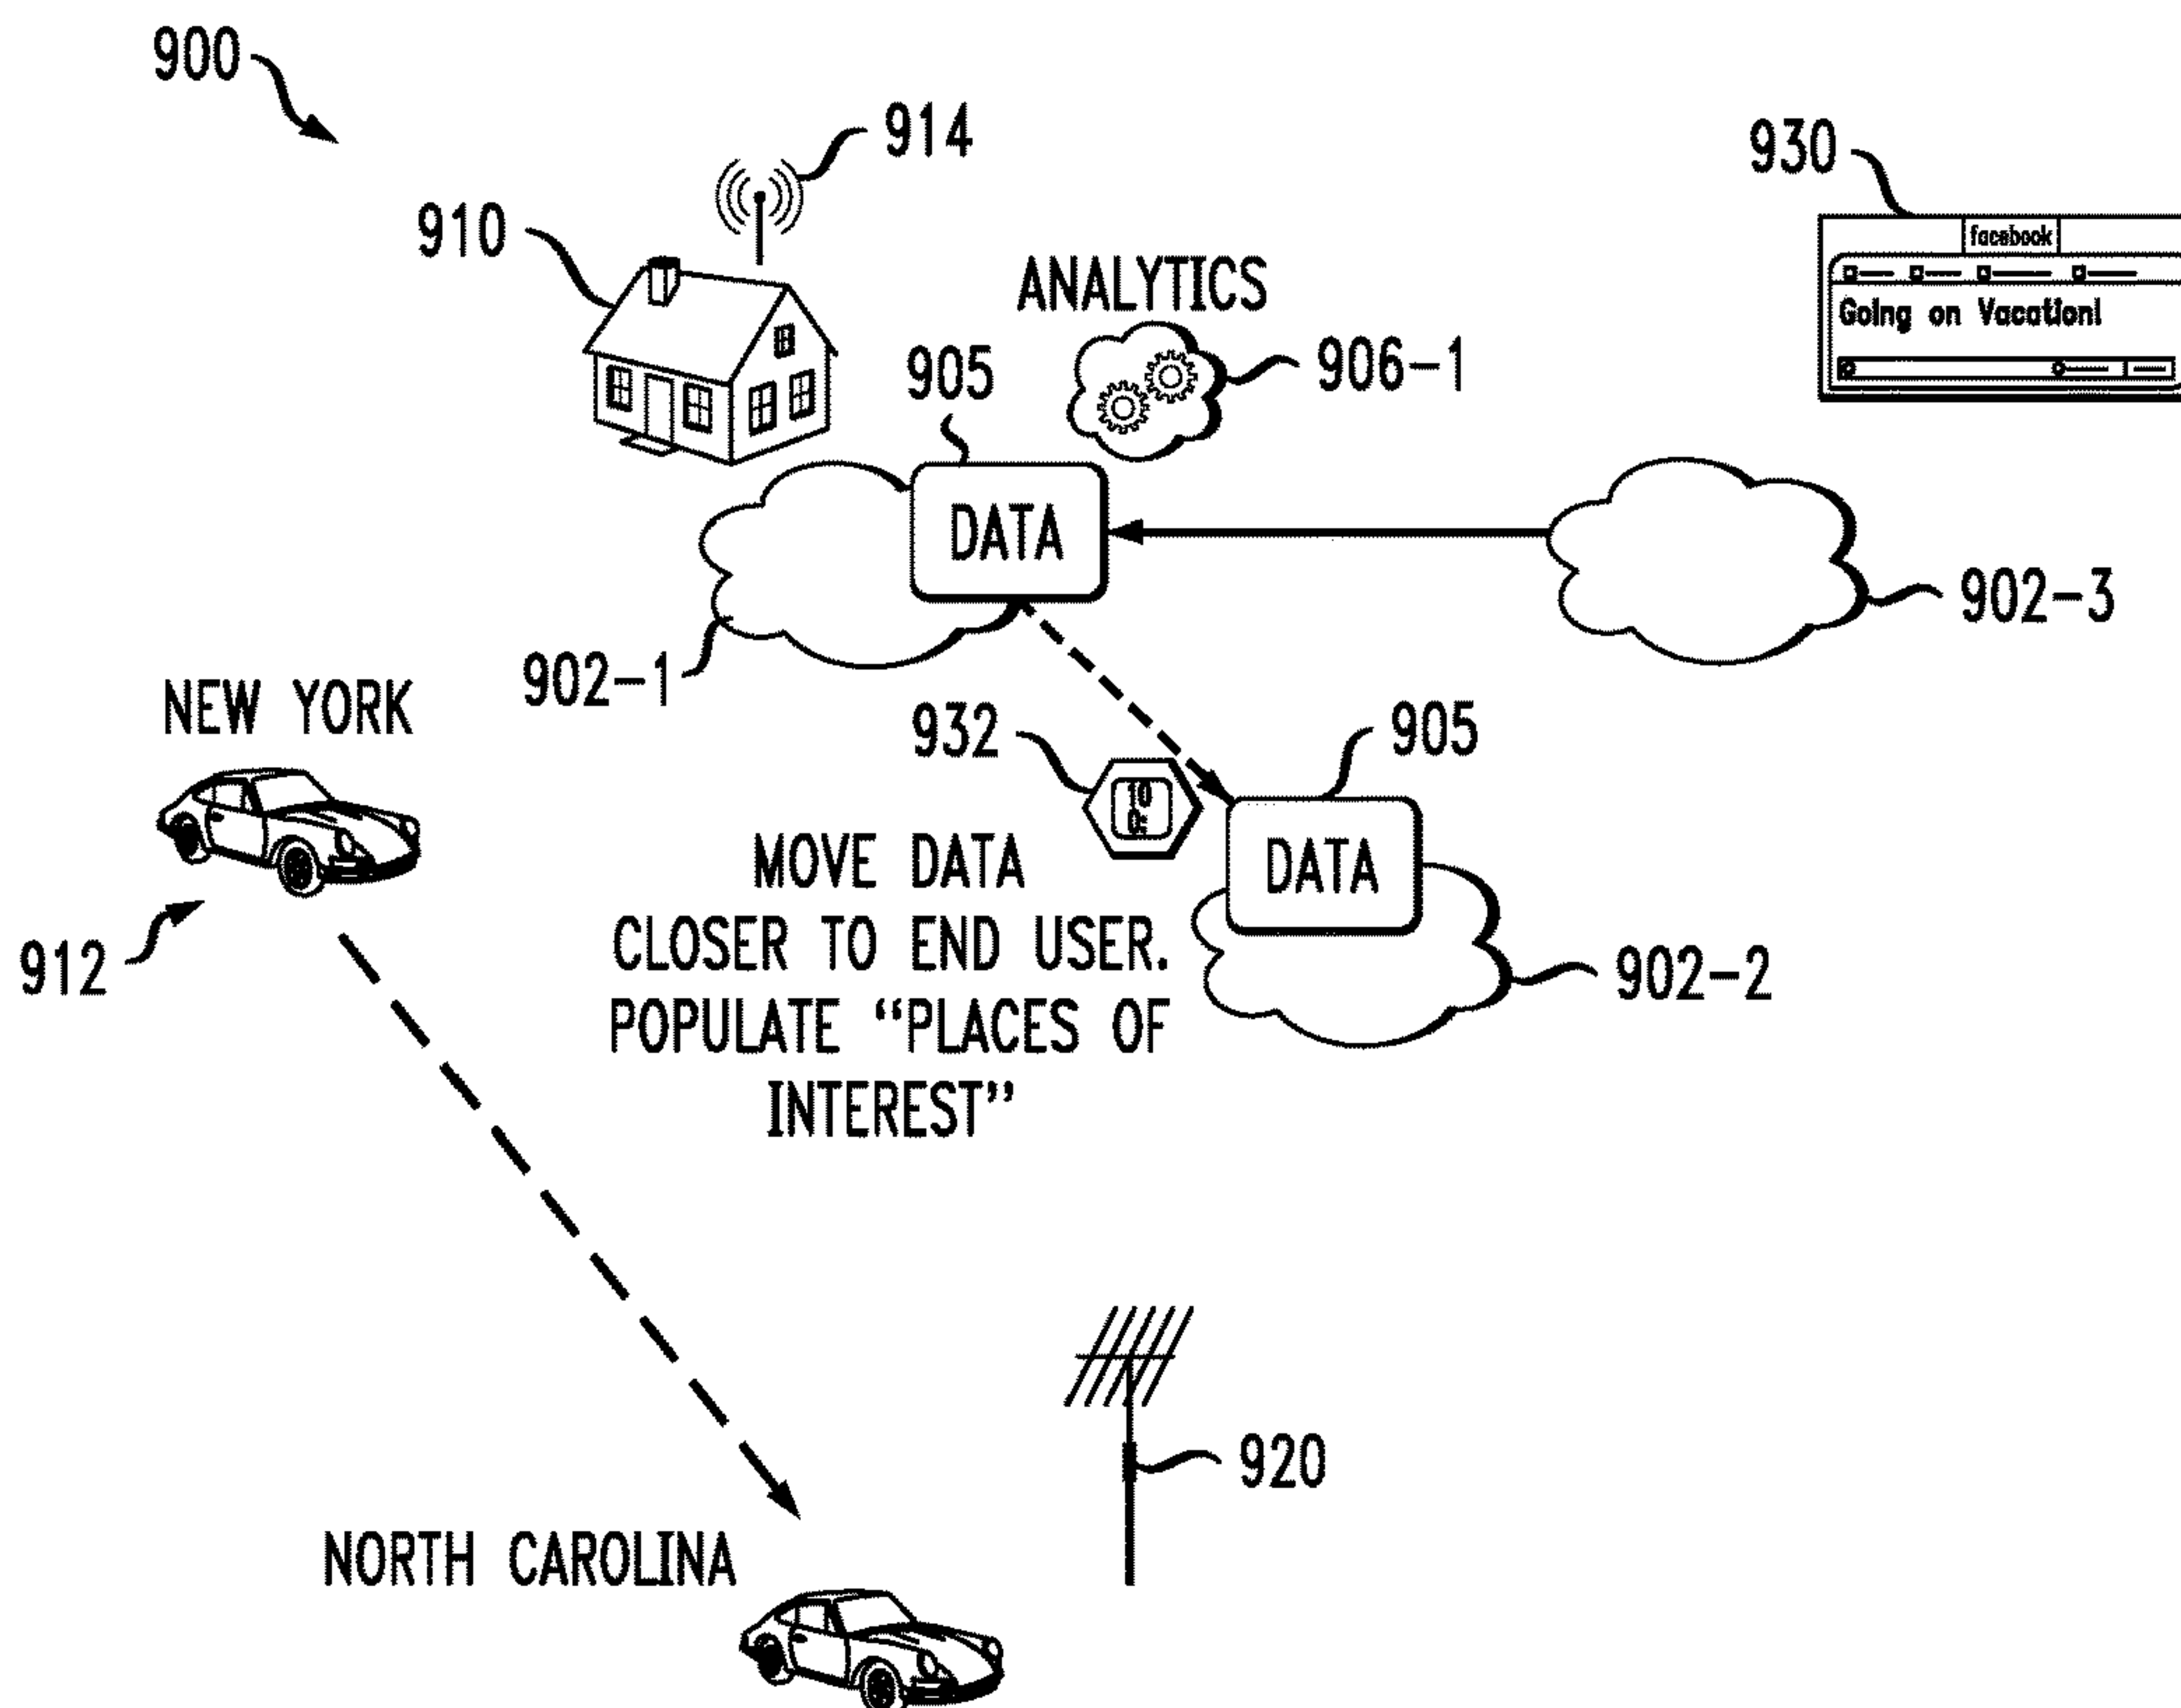 900
914
930
910
facebook
ANALYTICS
Going on Vacation!
905
906-1
DATA
902-3
902-1
NEW YORK
932
905
MOVE DATA
CLOSER TO END USER.
POPULATE “PLACES OF
INTEREST”
DATA
912
902-2
920
NORTH CAROLINA